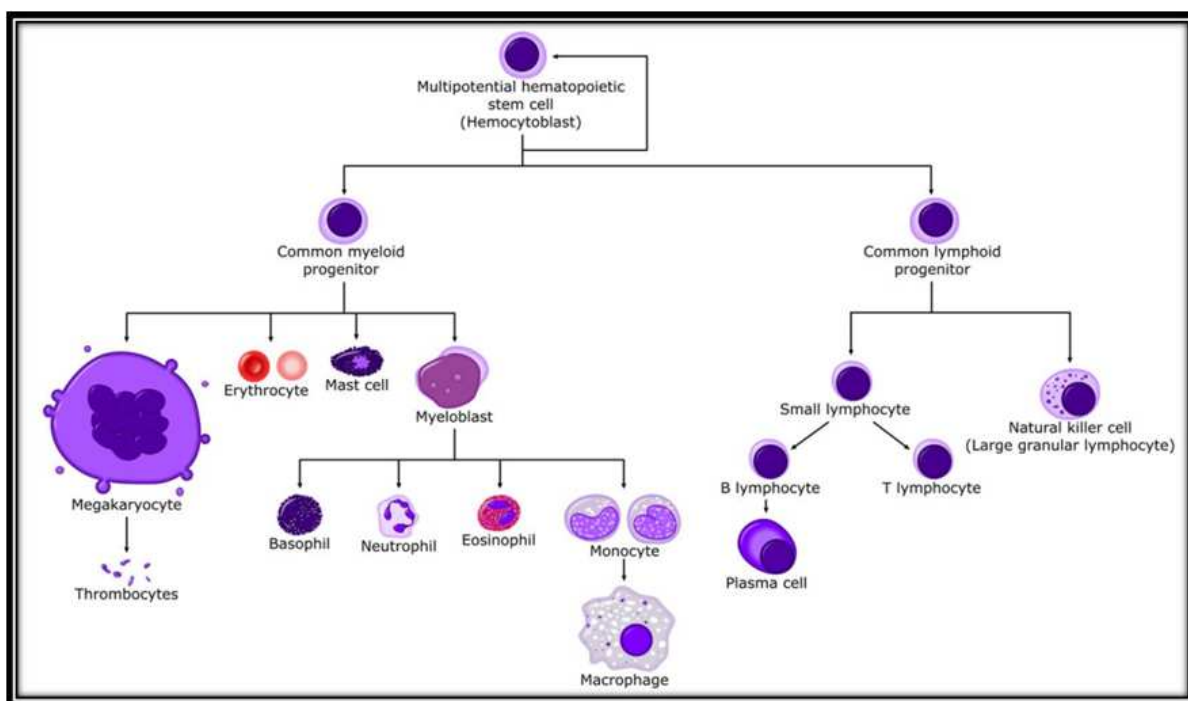 Multipotential hematopoietic
stem cell
(Hemocytoblast)
Common myeloid
progenitor
Common lymphoid
progenitor
Erythrocyte
Mast cell
Myeloblast
Small lymphocyte
Natural killer cell
(Large granular lymphocyte)
Megakaryocyte
B lymphocyte
T lymphocyte
Basophil
Neutrophil
Eosinophil
Monocyte
Plasma cell
Thrombocytes
Macrophage